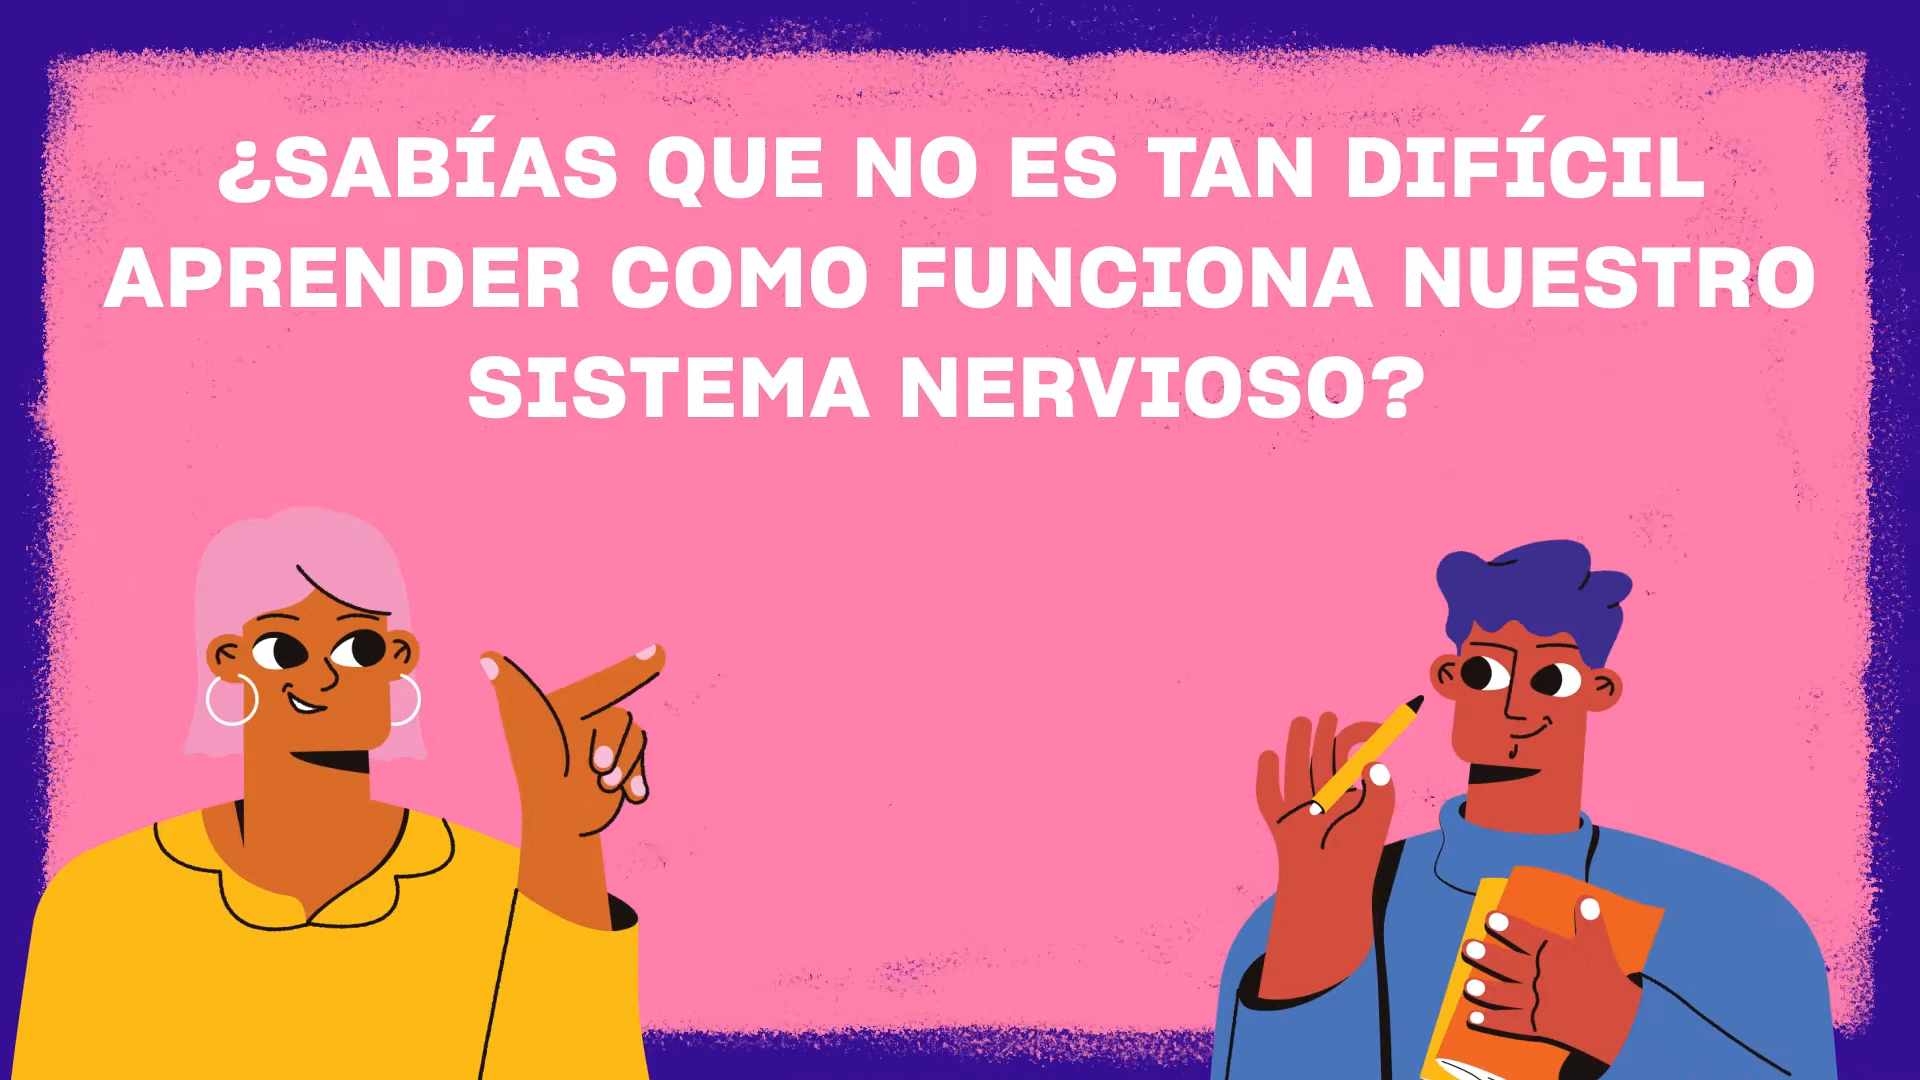 ¿SABÍAS QUE NO ES TAN DIFÍCIL
APRENDER COMO FUNCIONA NUESTRO
SISTEMA NERVIOSO?